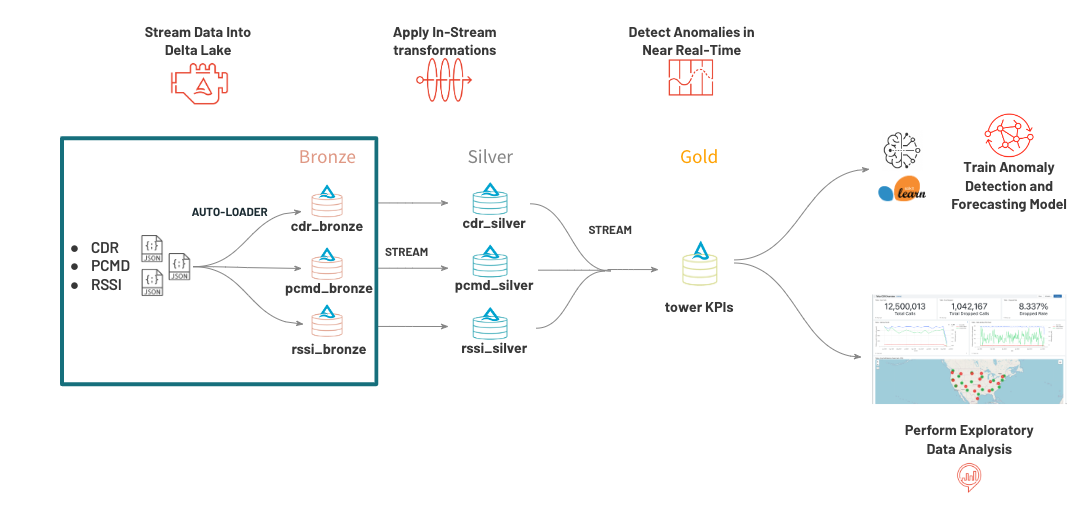 Stream Data Into
Delta Lake
Apply In-Stream
transformations
Detect Anomalies in
Near Real-Time
Bronze
Silver
Gold
AUTO-LOADER
● CDR
● PCMD
● RSSI
{;}
JSON
{;}
JSON
{;}
JSON
cdr_bronze
pcmd_bronze
rssi_bronze
STREAM
cdr_silver
pcmd_silver
rssi_silver
STREAM
tower KPIs
learn
Train Anomaly
Detection and
Forecasting Model
12,500,013
Total Calls
1,042,167
Total Dropped Calls
8.337%
Dropped Rate
Perform Exploratory
Data Analysis